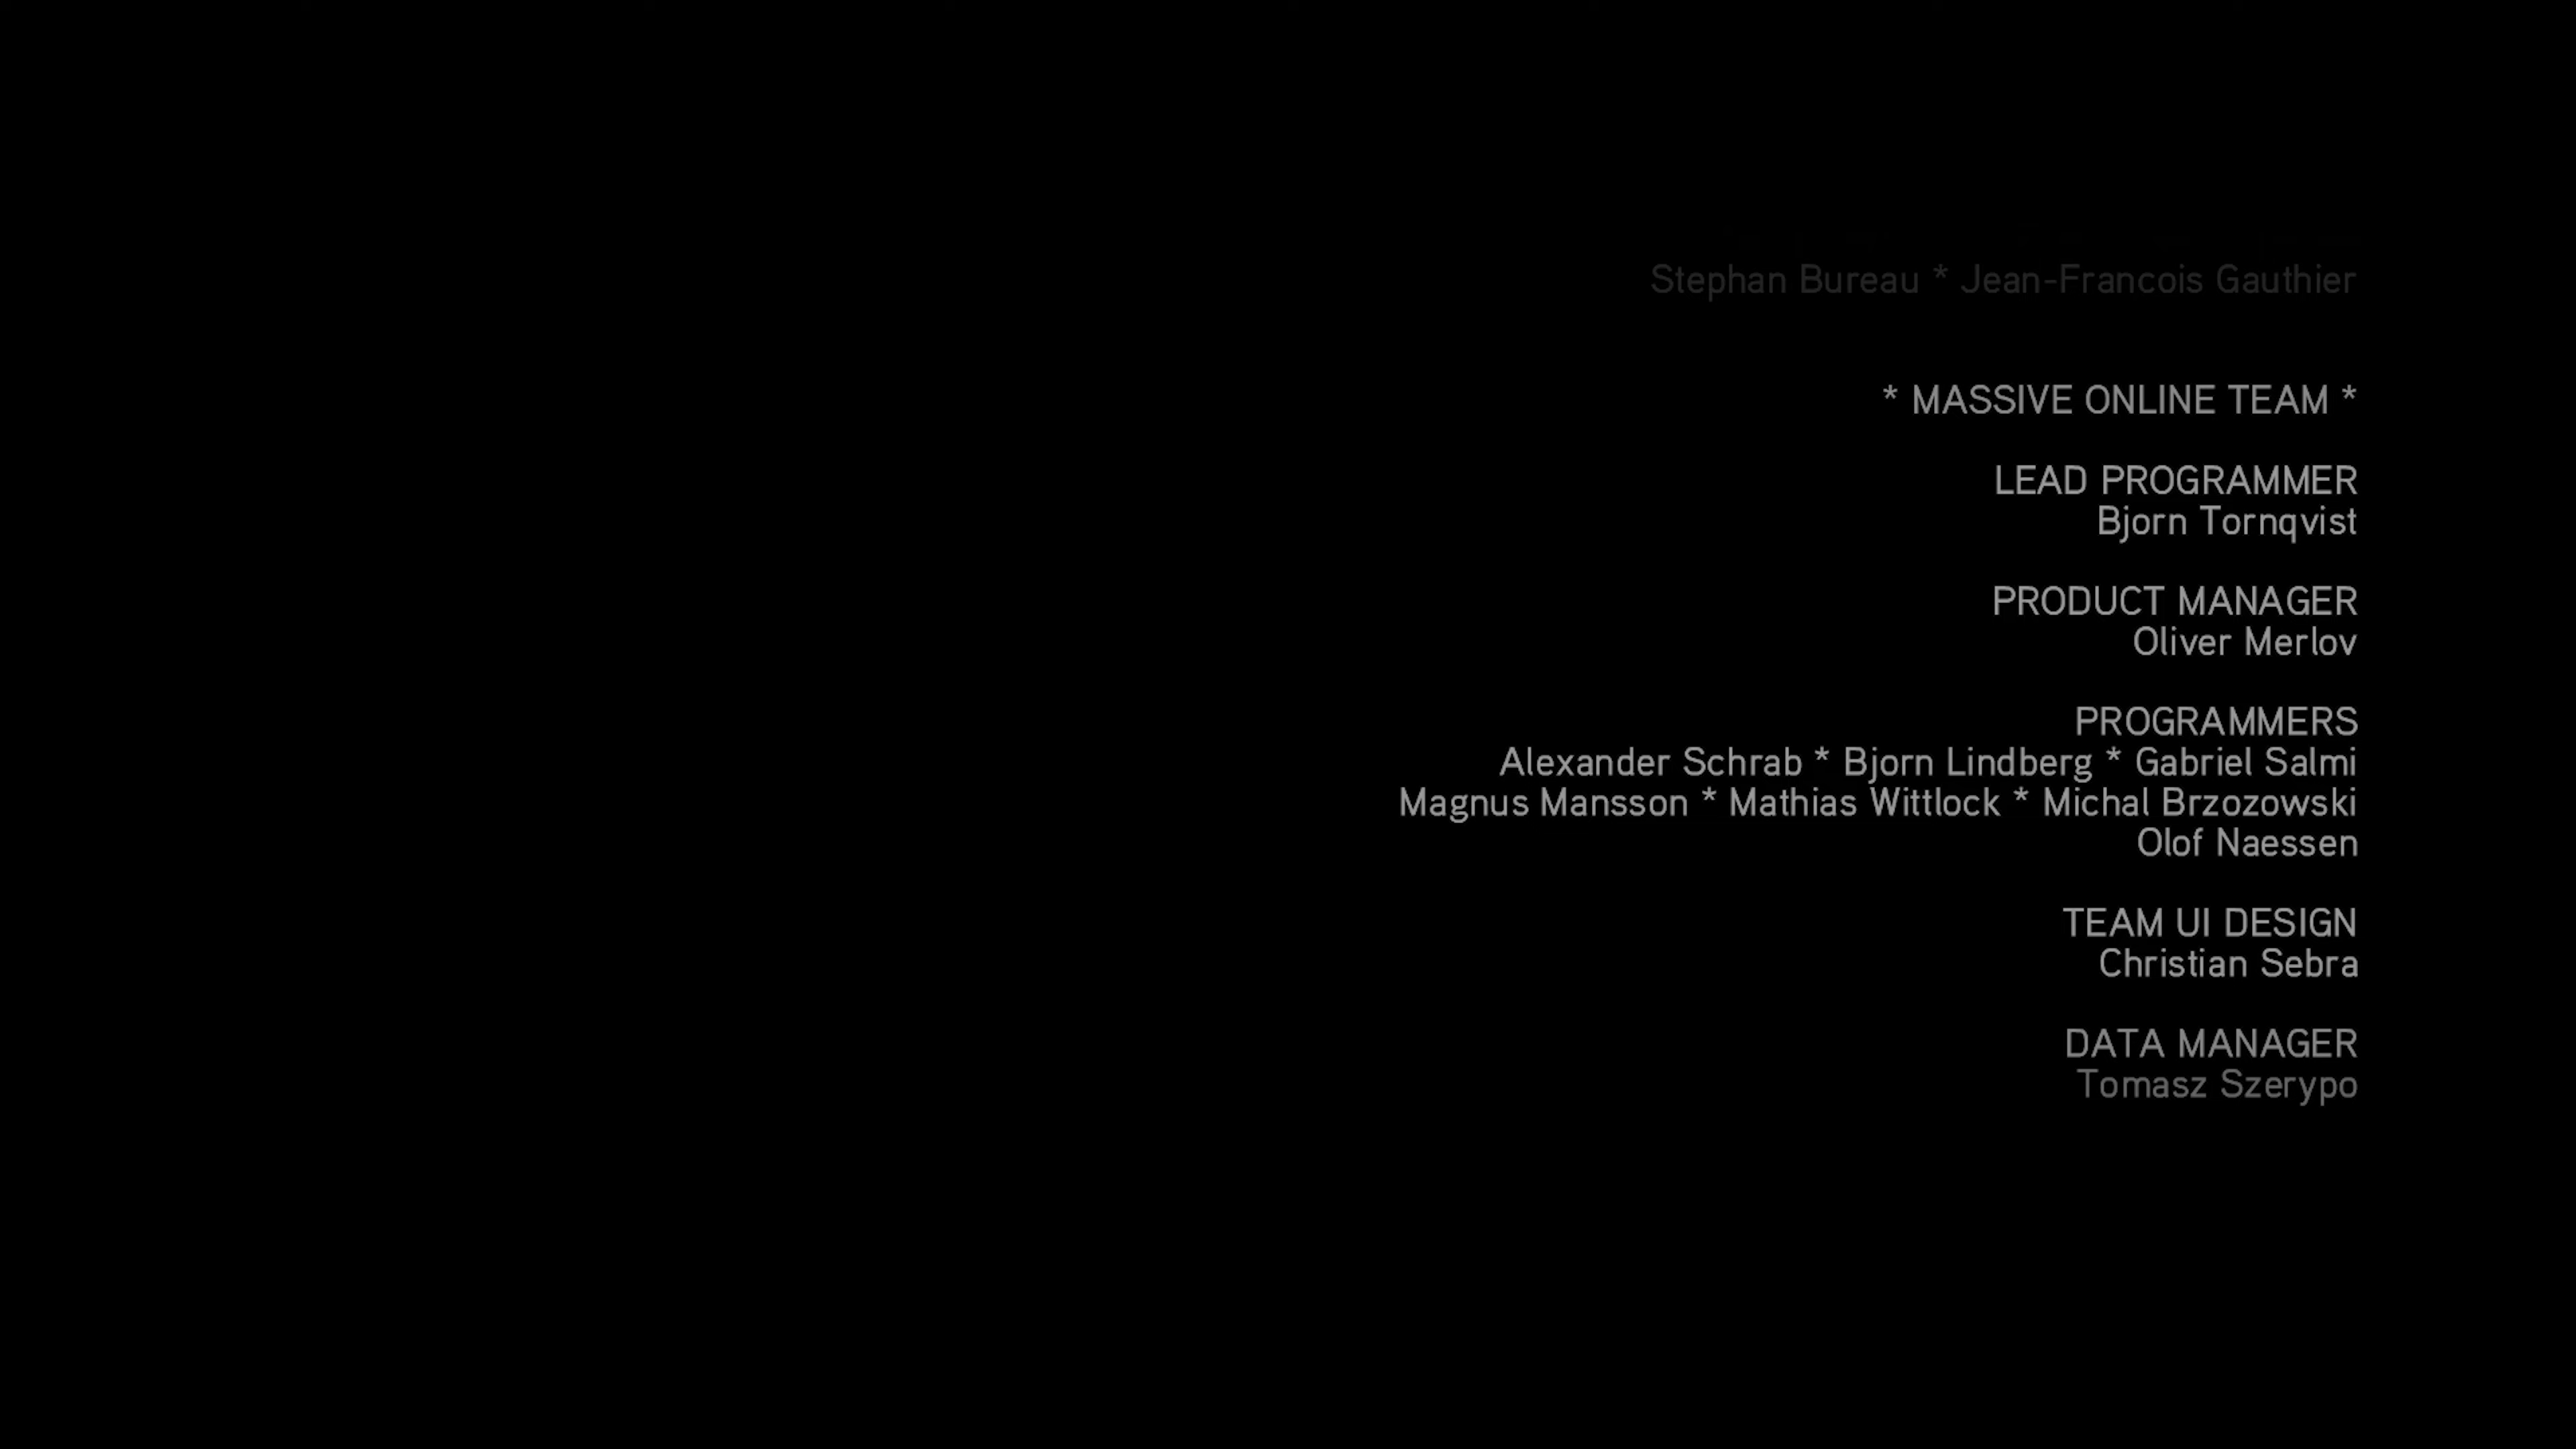 Stephan Bureau * Jean-Francois Gauthier
* MASSIVE ONLINE TEAM *
LEAD PROGRAMMER
Bjorn Tornqvist
PRODUCT MANAGER
Oliver Merlov
PROGRAMMERS
Alexander Schrab * Bjorn Lindberg * Gabriel Salmi
Magnus Mansson * Mathias Wittlock * Michal Brzozowski
Olof Naessen
TEAM UI DESIGN
Christian Sebra
DATA MANAGER
Tomasz Szerypo